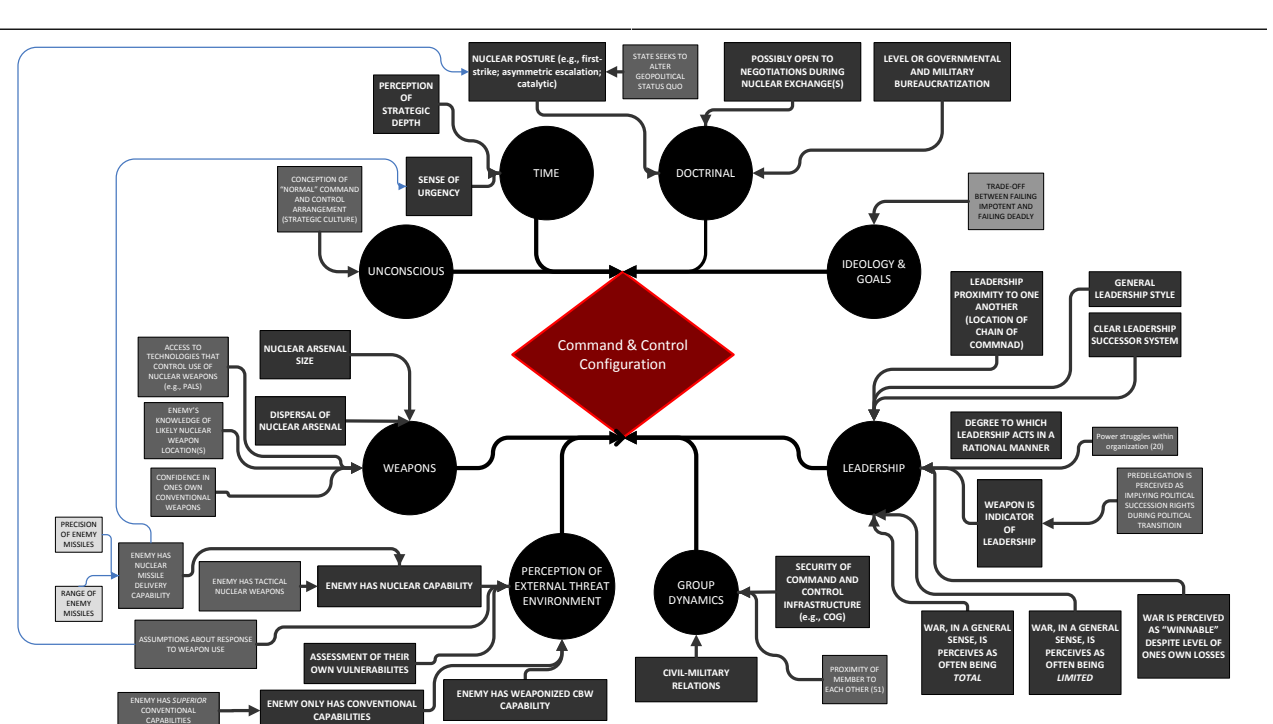 NUCLEAR POSTURE (e.g., first-
strike; asymmetric escalation;
catalytic)
STATE SEEKS TO
ALTER
GEOPOLITICAL
STATUS QUO
POSSIBLY OPEN TO
NEGOTIATIONS DURING
NUCLEAR EXCHANGE(S)
LEVEL OR GOVERNMENTAL
AND MILITARY
BUREAUCRATIZATION
PERCEPTION
OF
STRATEGIC
DEPTH
SENSE OF
URGENCY
TIME
DOCTRINAL
CONCEPTION OF
"NORMAL" COMMAND
AND CONTROL
ARRANGEMENT
(STRATEGIC CULTURE)
TRADE-OFF
BETWEEN FAILING
IMPOTENT AND
FAILING DEADLY
UNCONSCIOUS
IDEOLOGY &
GOALS
LEADERSHIP
PROXIMITY TO ONE
ANOTHER
(LOCATION OF
CHAIN OF
COMMNAD)
GENERAL
LEADERSHIP STYLE
CLEAR LEADERSHIP
SUCCESSOR SYSTEM
Command & Control
Configuration
ACCESS TO
TECHNOLOGIES THAT
CONTROL USE OF
NUCLEAR WEAPONS
(e.g., PALS)
NUCLEAR ARSENAL
SIZE
ENEMY'S
KNOWLEDGE OF
LIKELY NUCLEAR
WEAPON
LOCATION(S)
DISPERSAL OF
NUCLEAR ARSENAL
CONFIDENCE IN
ONES OWN
CONVENTIONAL
WEAPONS
WEAPONS
LEADERSHIP
DEGREE TO WHICH
LEADERSHIP ACTS IN A
RATIONAL MANNER
Power struggles within
organization (20)
WEAPON IS
INDICATOR
OF
LEADERSHIP
PREDELEGATION IS
PERCEIVED AS
IMPLYING POLITICAL
SUCCESSION RIGHTS
DURING POLITICAL
TRANSITIOIN
PRECISION
OF ENEMY
MISSILES
RANGE OF
ENEMY
MISSILES
ENEMY HAS
NUCLEAR
MISSILE
DELIVERY
CAPABILITY
ENEMY HAS TACTICAL
NUCLEAR WEAPONS
ENEMY HAS NUCLEAR CAPABILITY
PERCEPTION OF
EXTERNAL THREAT
ENVIRONMENT
GROUP
DYNAMICS
SECURITY OF
COMMAND AND
CONTROL
INFRASTRUCTURE
(e.g., COG)
ASSUMPTIONS ABOUT RESPONSE
TO WEAPON USE
ASSESSMENT OF THEIR
OWN VULNERABILITES
ENEMY HAS SUPERIOR
CONVENTIONAL
CAPABILITIES
ENEMY ONLY HAS CONVENTIONAL
CAPABILITIES
ENEMY HAS WEAPONIZED CBW
CAPABILITY
CIVIL-MILITARY
RELATIONS
PROXIMITY OF
MEMBER TO
EACH OTHER (51)
WAR, IN A GENERAL
SENSE, IS
PERCEIVES AS
OFTEN BEING
TOTAL
WAR, IN A GENERAL
SENSE, IS
PERCEIVES AS
OFTEN BEING
LIMITED
WAR IS PERCEIVED
AS "WINNABLE"
DESPITE LEVEL OF
ONES OWN LOSSES